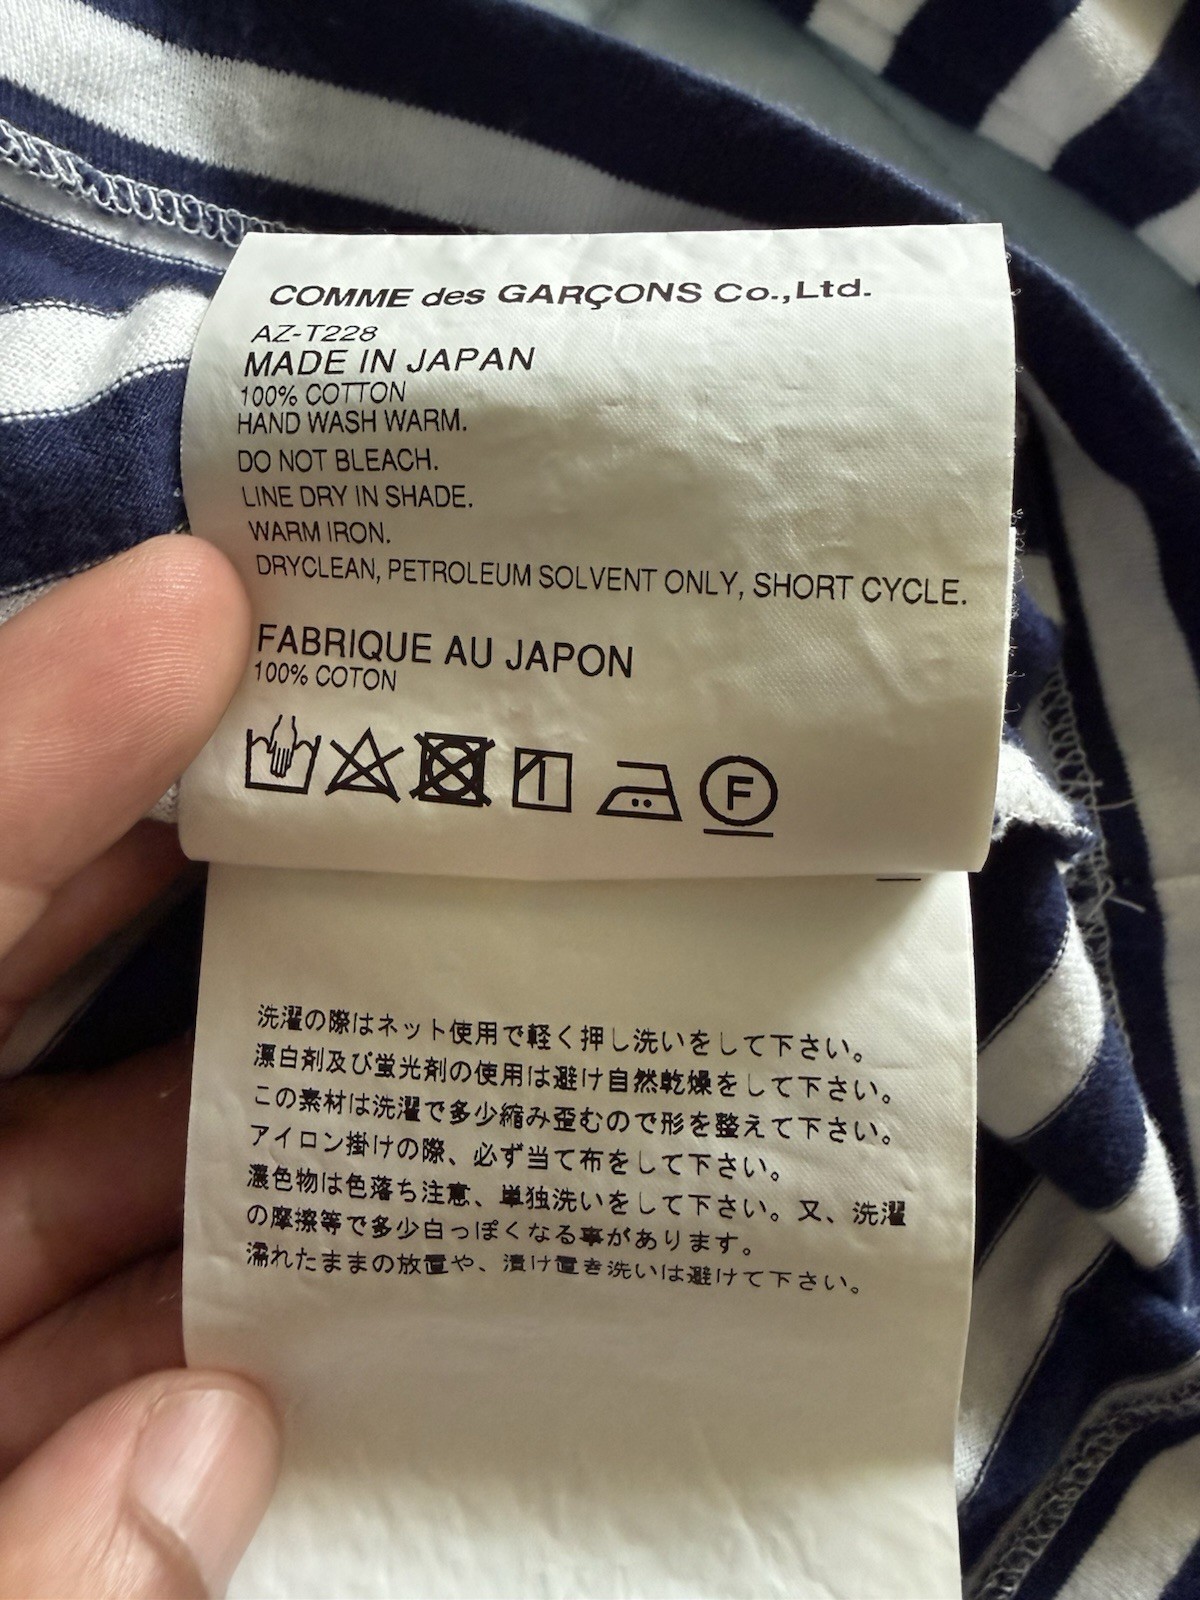 COMME des GARÇONS Co.,Ltd.
AZ-T228
MADE IN JAPAN
100% COTTON
HAND WASH WARM.
DO NOT BLEACH.
LINE DRY IN SHADE.
WARM IRON.
DRYCLEAN, PETROLEUM SOLVENT ONLY, SHORT CYCLE.
FABRIQUE AU JAPON
100% COTON
F
洗濯の際はネット使用で軽く押し洗いをして下さい。
漂白剤及び蛍光剤の使用は避け自然乾燥をして下さい。
この素材は洗濯で多少縮み歪むので形を整えて下さい。
アイロン掛けの際、必ず当て布をして下さい。
濃色物は色落ち注意、単独洗いをして下さい。又、洗濯
の摩擦等で多少白っぽくなる事があります。
濡れたままの放置や、漬け置き洗いは避けて下さい。